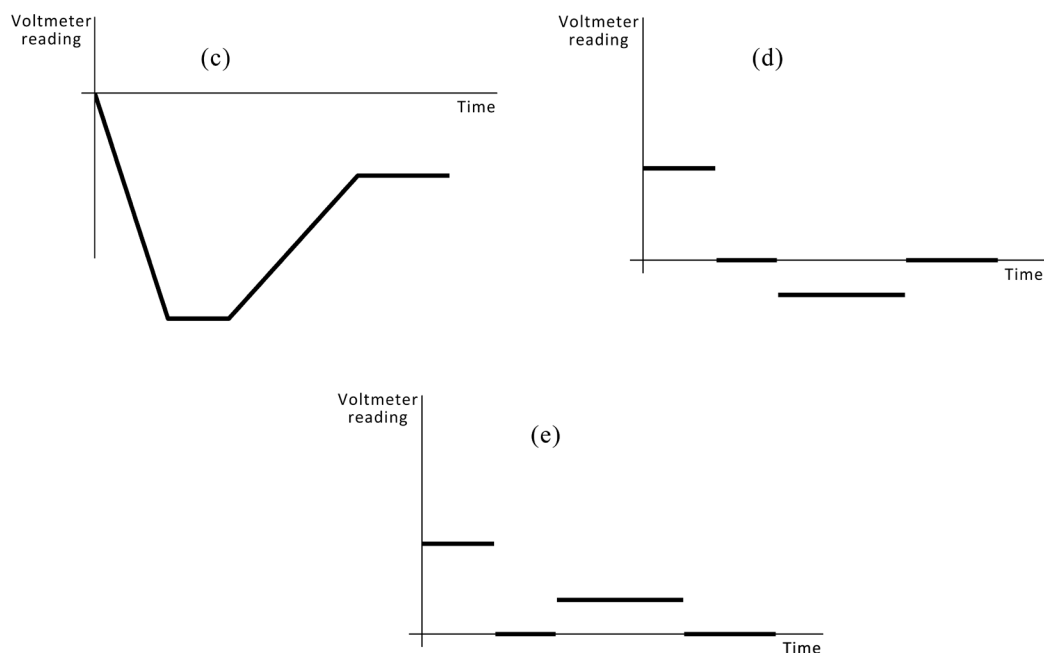 Voltmeter
reading
(c)
Time
Voltmeter
reading
(d)
Time
Voltmeter
reading
(e)
Time